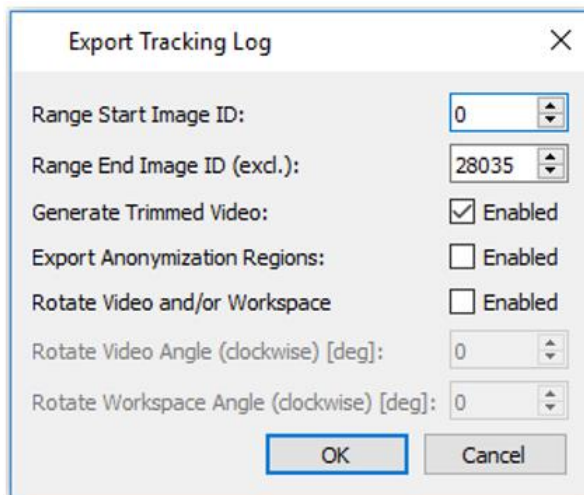 Export Tracking Log
Range Start Image ID: 0
Range End Image ID (excl.): 28035
Generate Trimmed Video: Enabled
Export Anonymization Regions: Enabled
Rotate Video and/or Workspace Enabled
Rotate Video Angle (clockwise) [deg]: 0
Rotate Workspace Angle (clockwise) [deg]: 0
OK Cancel